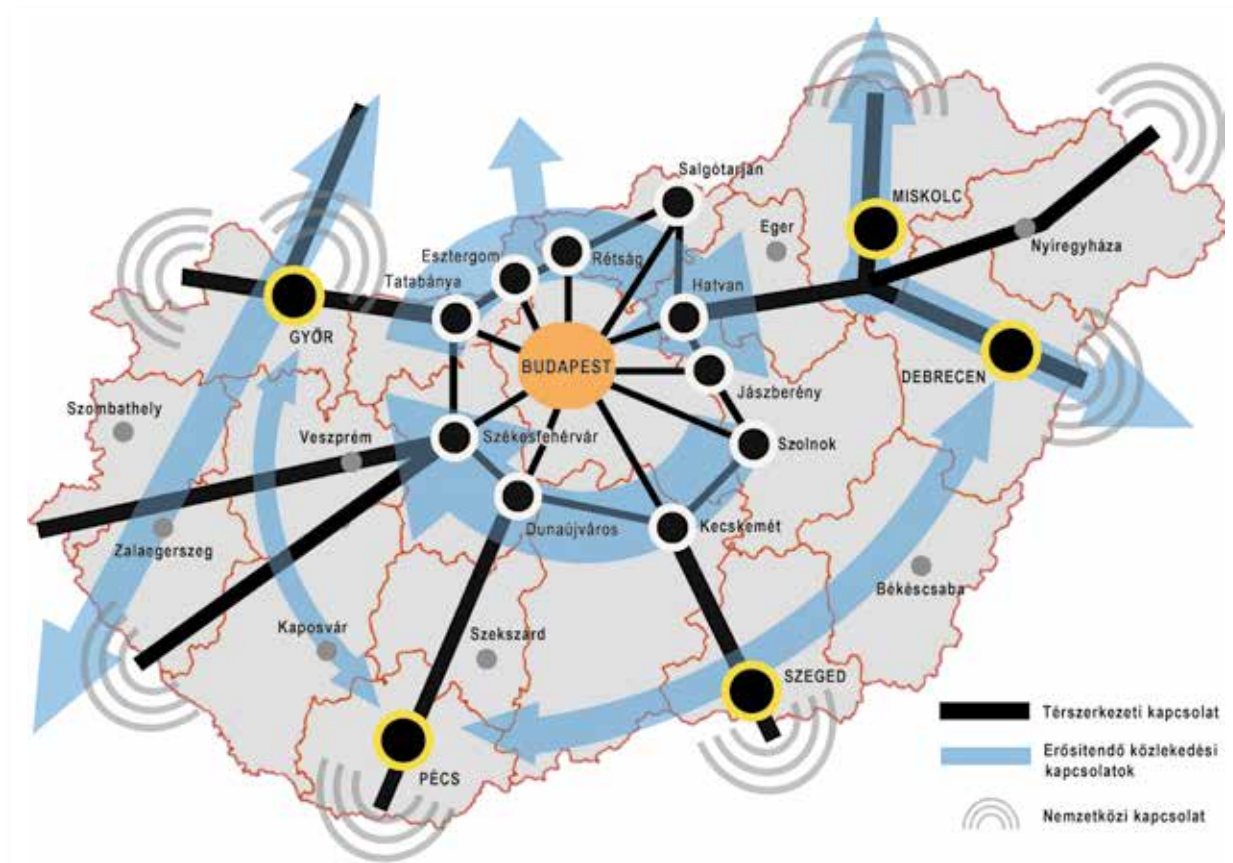 Salgótarján
MISKOLC
Eger
Nyíregyháza
Esztergom
Rétság
Tatabánya
Hatvan
GYŐR
BUDAPEST
DEBRECEN
Jászberény
Szombathely
Veszprém
Székesfehérvár
Szolnok
Dunaújváros
Kecskemét
Zalaegerszeg
Békéscsaba
Kaposvár
Szekszárd
SZEGED
PÉCS
Térszerkezeti kapcsolat
Erősítendő közlekedési
kapcsolatok
Nemzetközi kapcsolat